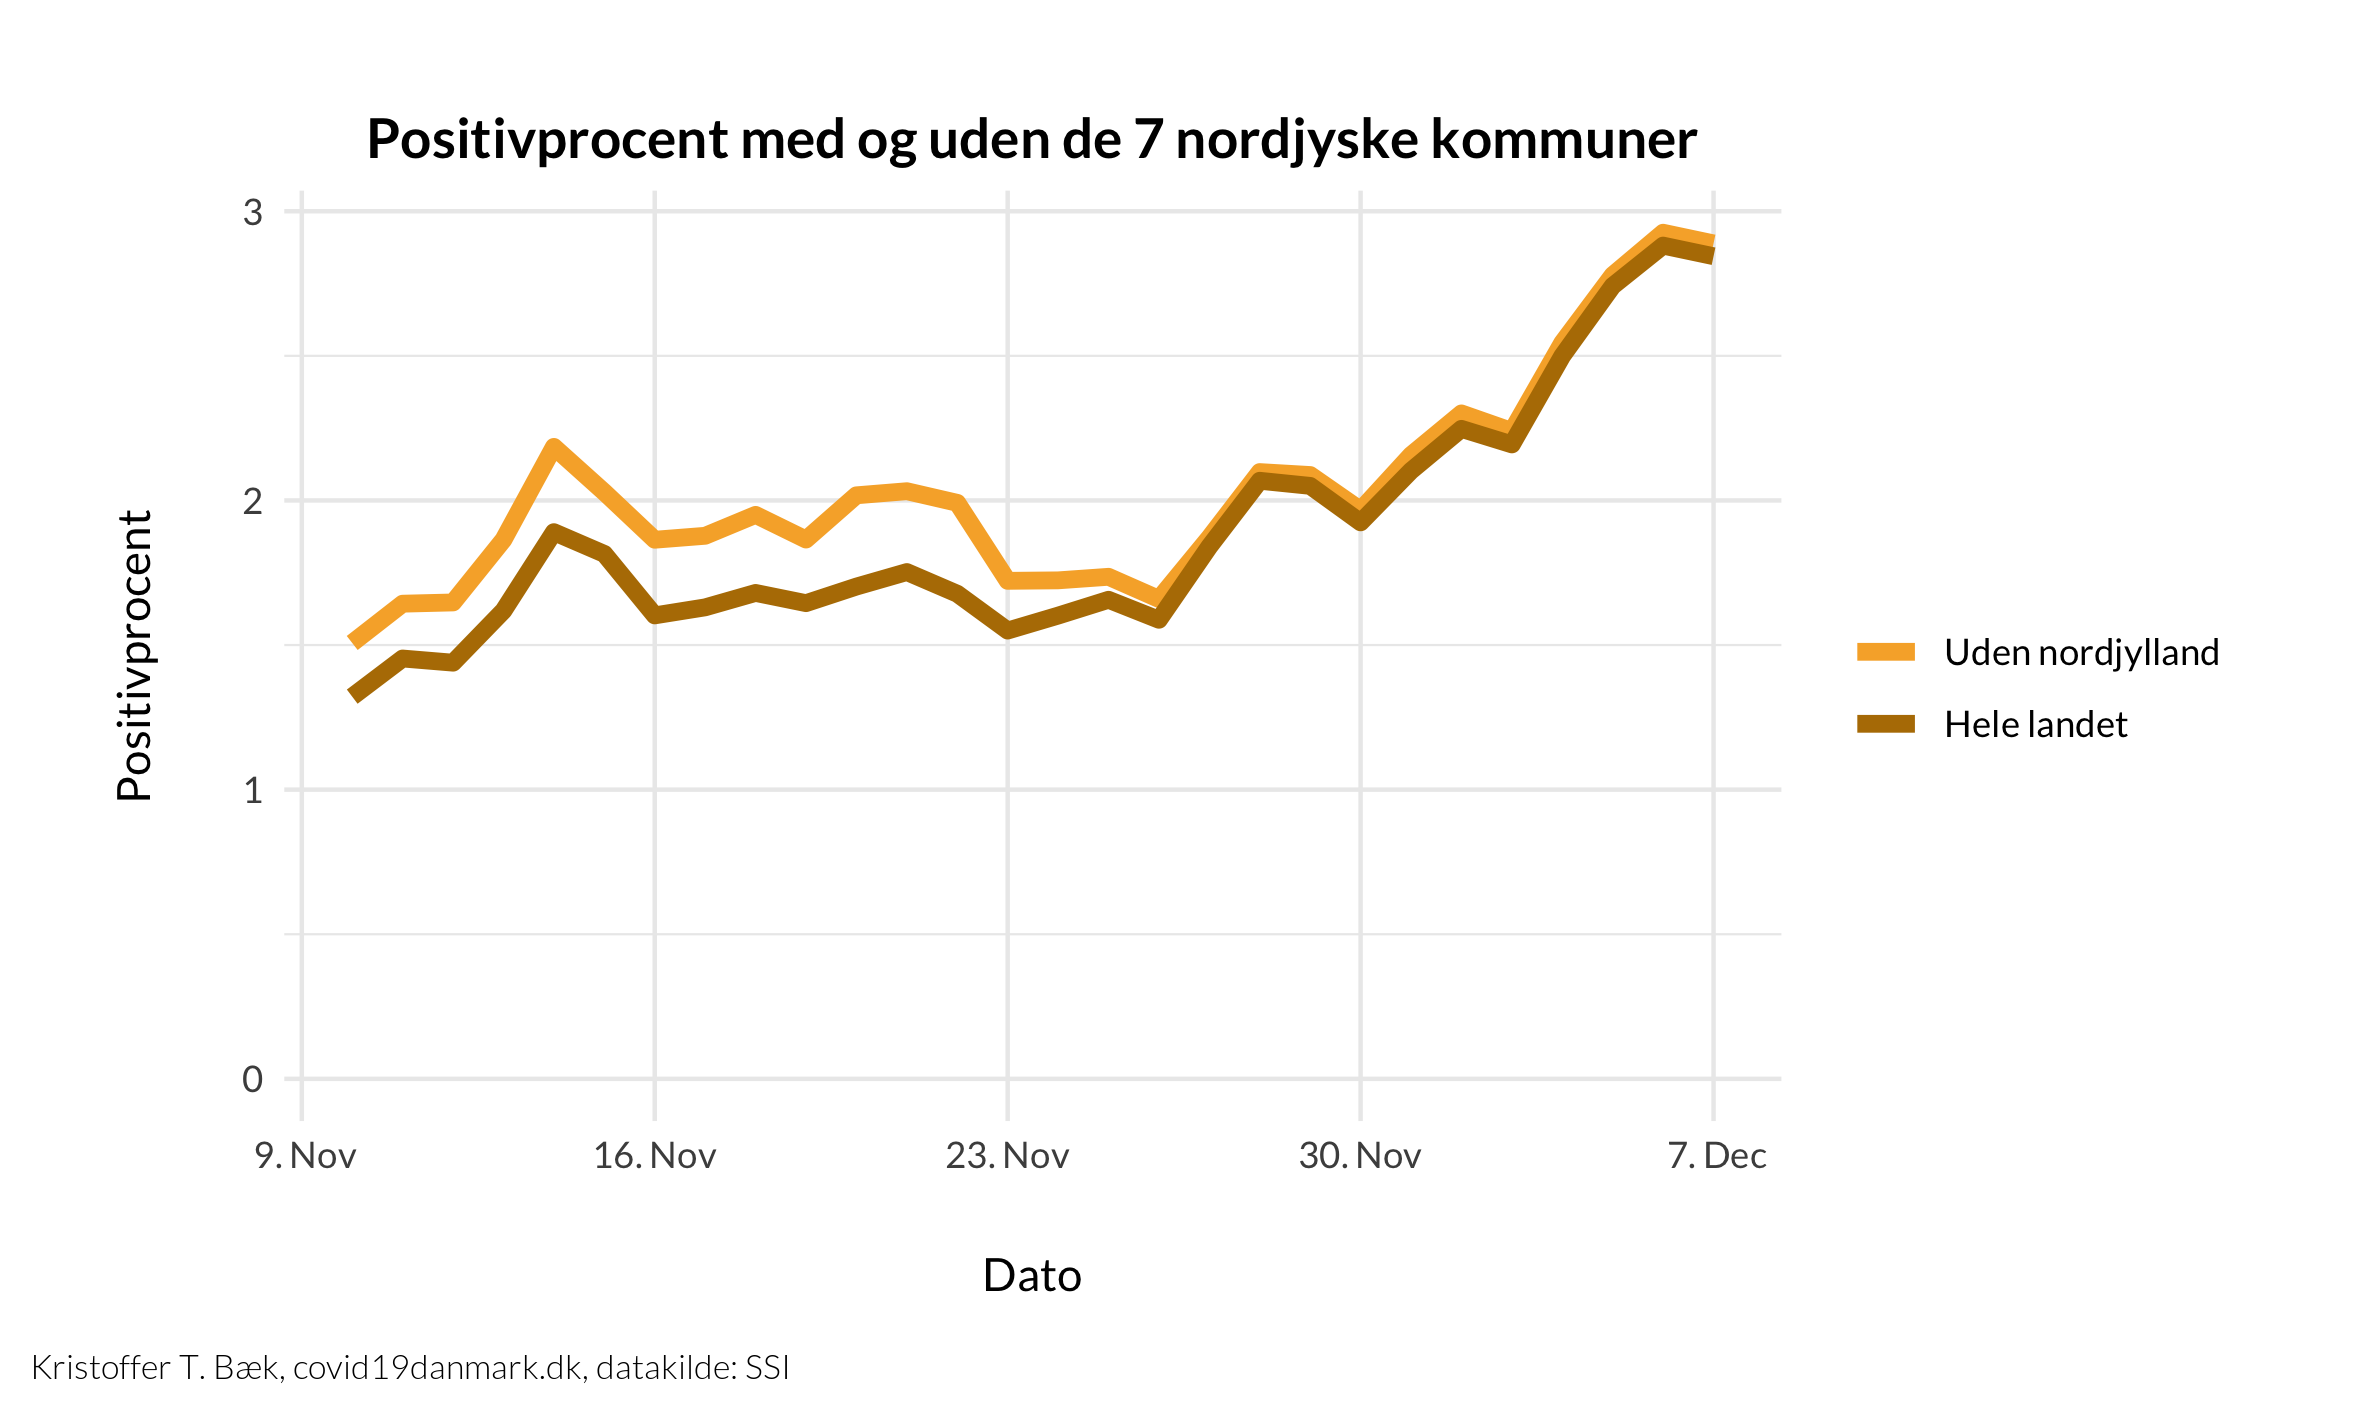 Positivprocent med og uden de 7 nordjyske kommuner
3
2
1
0
Positivprocent
9. Nov
16. Nov
23. Nov
30. Nov
7. Dec
Dato
Uden nordjylland
Hele landet
Kristoffer T. Bæk, covid19danmark.dk, datakilde: SSI